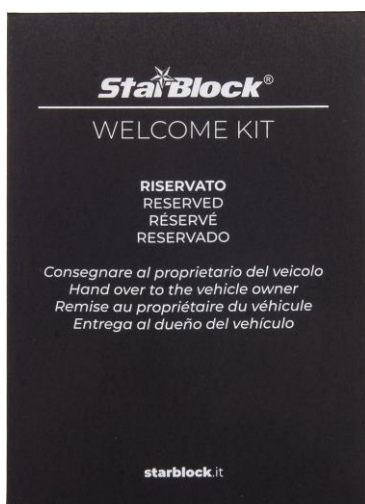 StarBlock®
WELCOME KIT
RISERVATO
RESERVED
RÉSERVÉ
RESERVADO
Consegnare al proprietario del veicolo
Hand over to the vehicle owner
Remise au propriétaire du véhicule
Entrega al dueño del vehículo
starblock.it